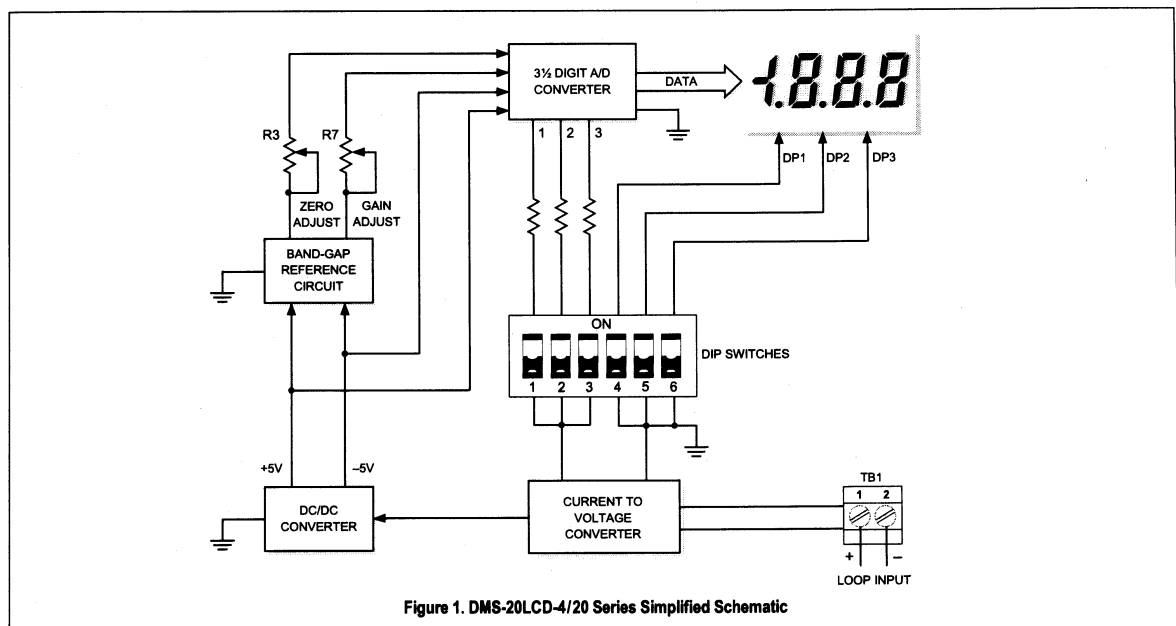 3½ DIGIT A/D
CONVERTER
DATA
-1.8.8.8
1 2 3
DP1 DP2 DP3
R3 R7
ZERO
ADJUST
GAIN
ADJUST
BAND-GAP
REFERENCE
CIRCUIT
ON
1 2 3 4 5 6
DIP SWITCHES
+5V –5V
DC/DC
CONVERTER
CURRENT TO
VOLTAGE
CONVERTER
TB1
1 2
+ –
LOOP INPUT
Figure 1. DMS-20LCD-4/20 Series Simplified Schematic